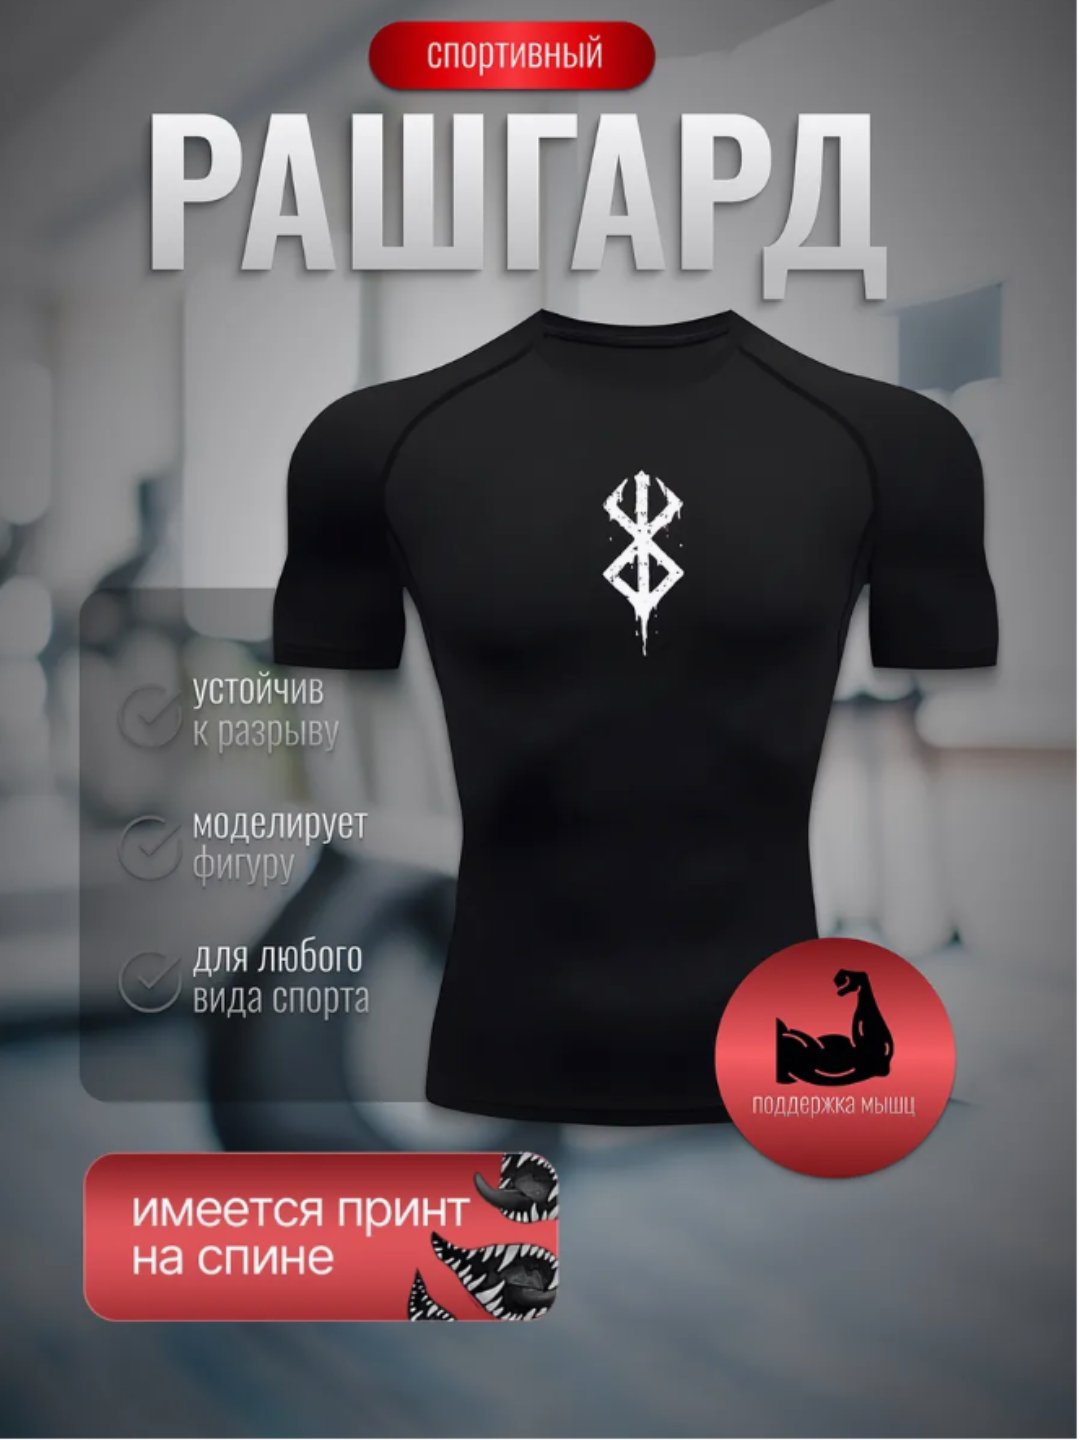 спортивный
РАШГАРД
устойчив
к разрыву
моделирует
фигуру
для любого
вида спорта
поддержка мышц
имеется принт
на спине